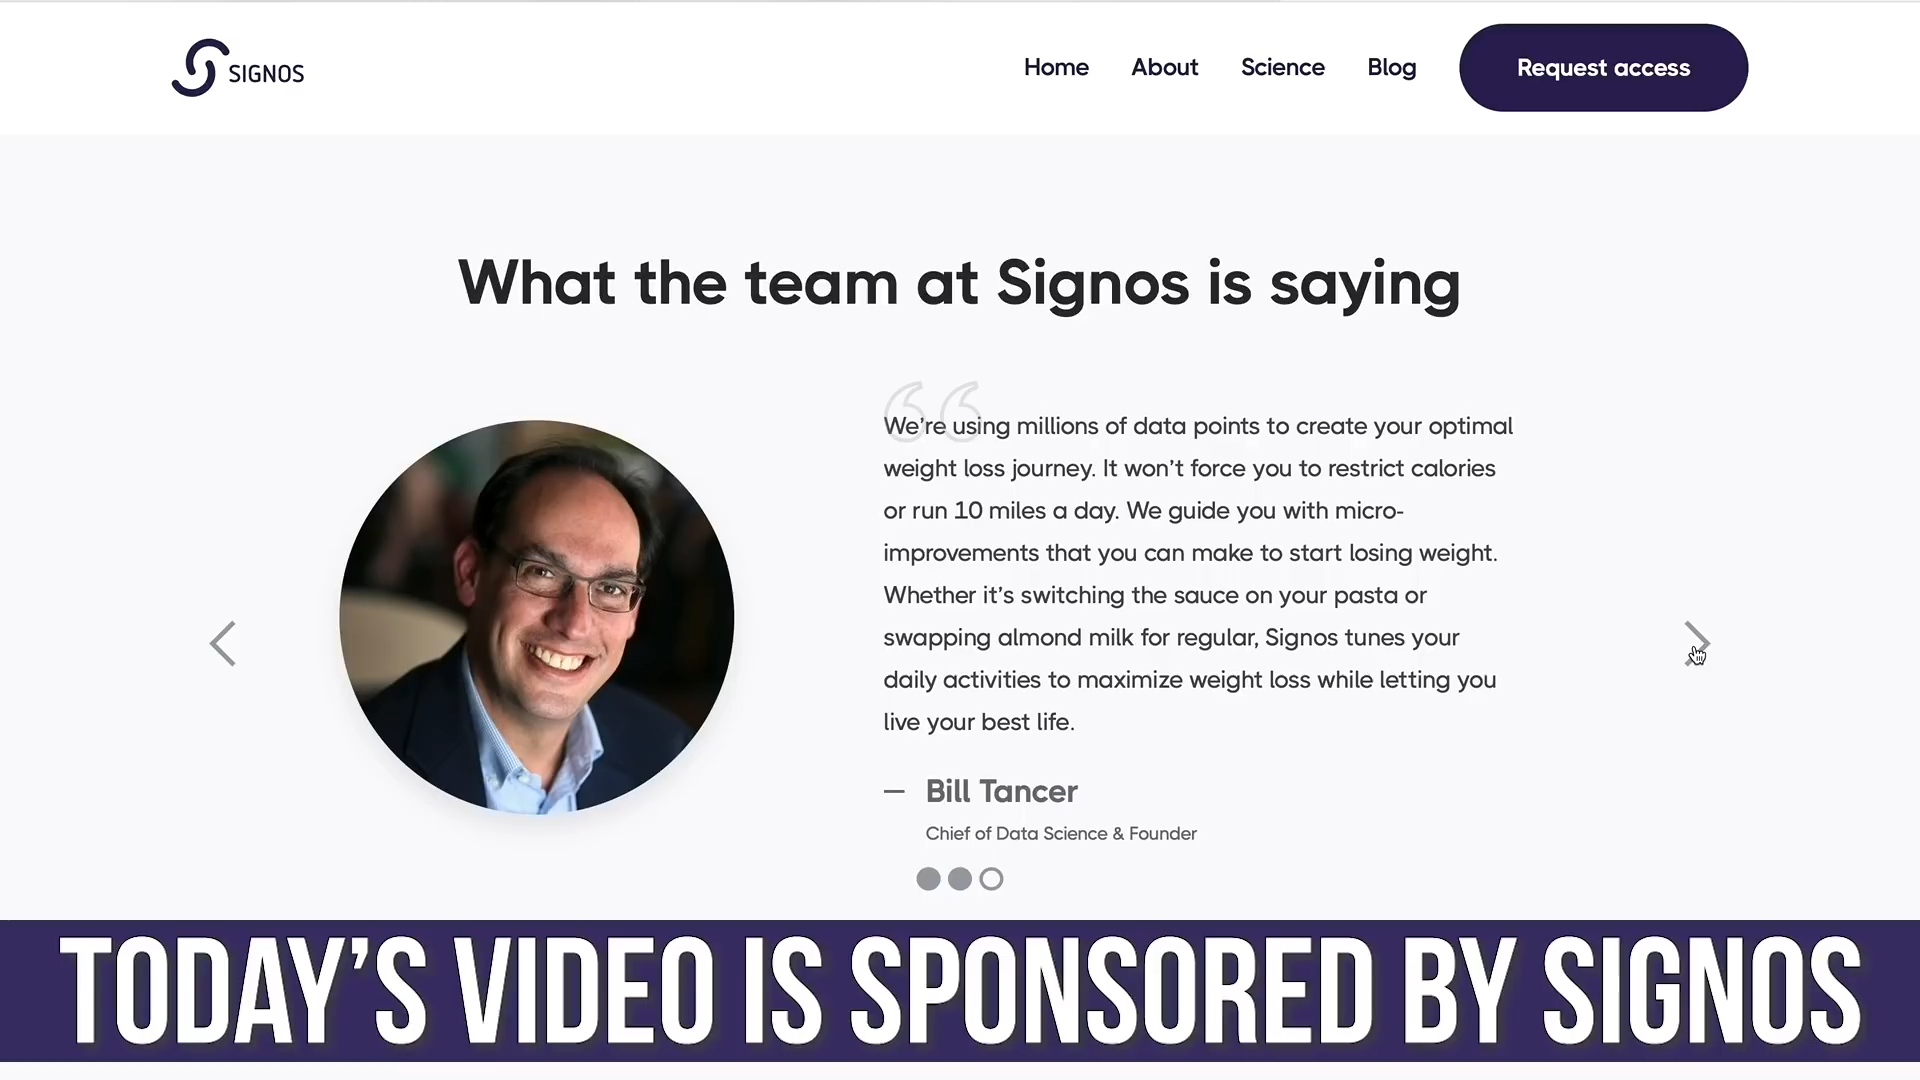 SIGNOS
Home About Science Blog Request access
What the team at Signos is saying
“
We’re using millions of data points to create your optimal
weight loss journey. It won’t force you to restrict calories
or run 10 miles a day. We guide you with micro-
improvements that you can make to start losing weight.
Whether it’s switching the sauce on your pasta or
swapping almond milk for regular, Signos tunes your
daily activities to maximize weight loss while letting you
live your best life.
— Bill Tancer
Chief of Data Science & Founder
TODAY’S VIDEO IS SPONSORED BY SIGNOS